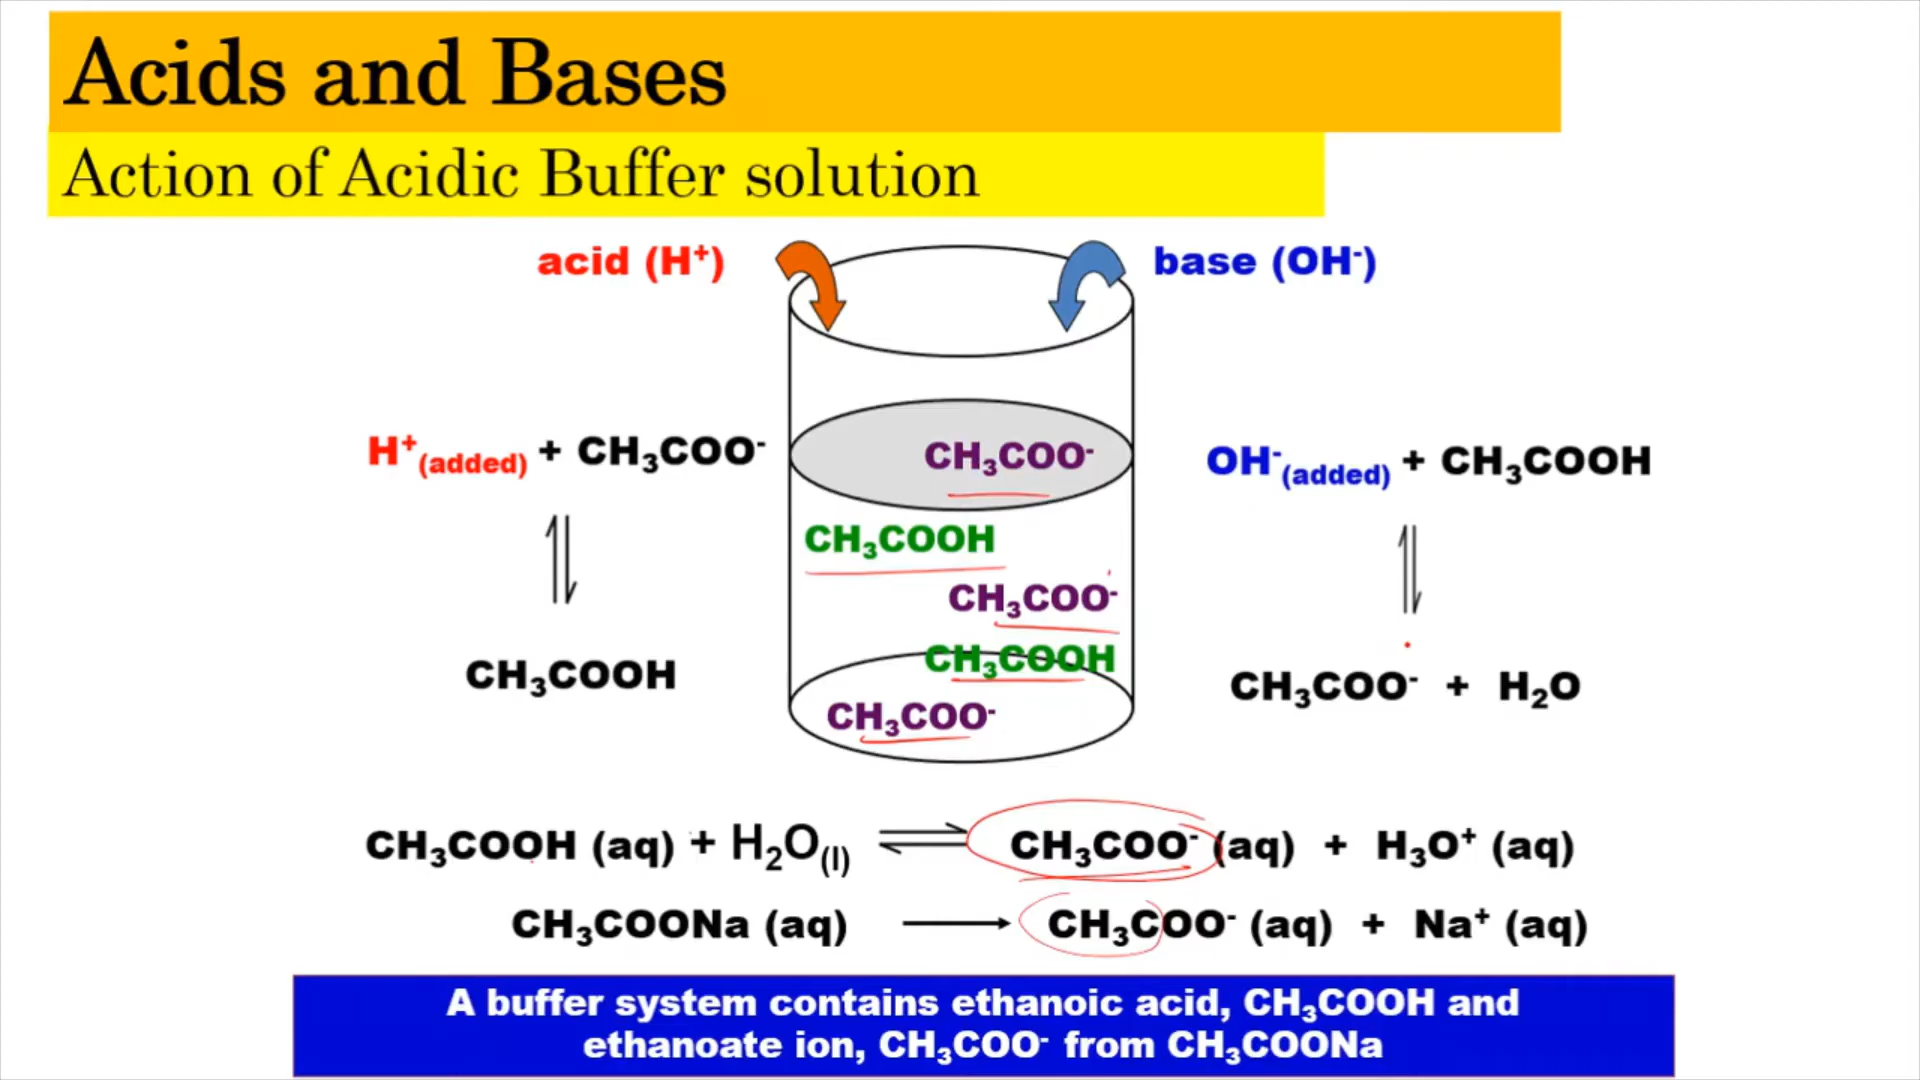 Acids and Bases
Action of Acidic Buffer solution
acid (H⁺)
base (OH⁻)
H⁺(added) + CH₃COO⁻
CH₃COOH
CH₃COO⁻
CH₃COOH
CH₃COO⁻
CH₃COOH
CH₃COO⁻
OH⁻(added) + CH₃COOH
CH₃COO⁻ + H₂O
CH₃COOH (aq) + H₂O(l) ⇌ CH₃COO⁻ (aq) + H₃O⁺ (aq)
CH₃COONa (aq) → CH₃COO⁻ (aq) + Na⁺ (aq)
A buffer system contains ethanoic acid, CH₃COOH and
ethanoate ion, CH₃COO⁻ from CH₃COONa